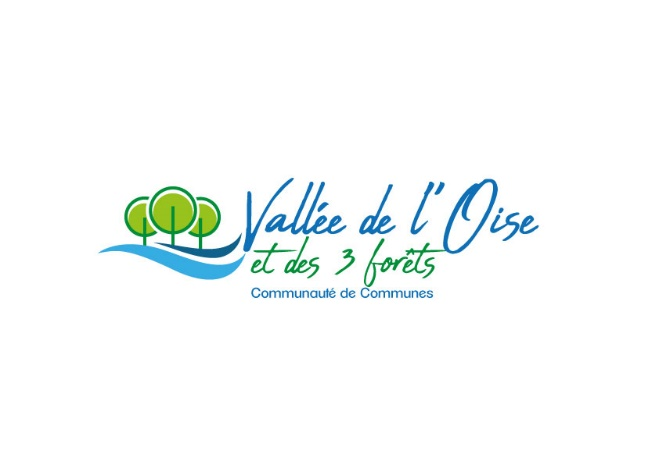 Vallée de l'Oise
et des 3 forêts
Communauté de Communes